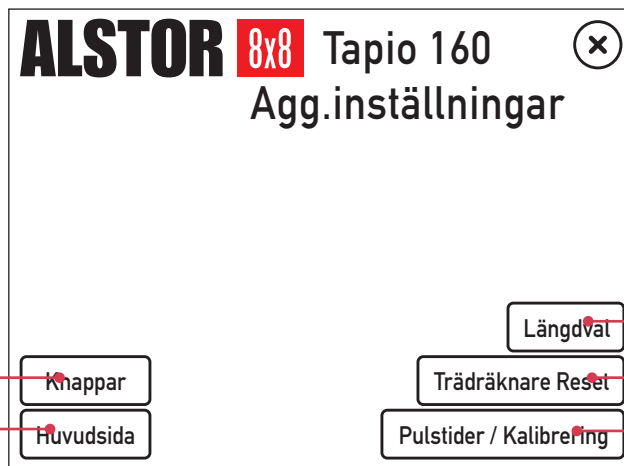 ALSTOR 8x8 Tapio 160
Agg.inställningar
Längdval
Knappar
Trädräknare Reset
Huvudsida
Pulstider / Kalibrering